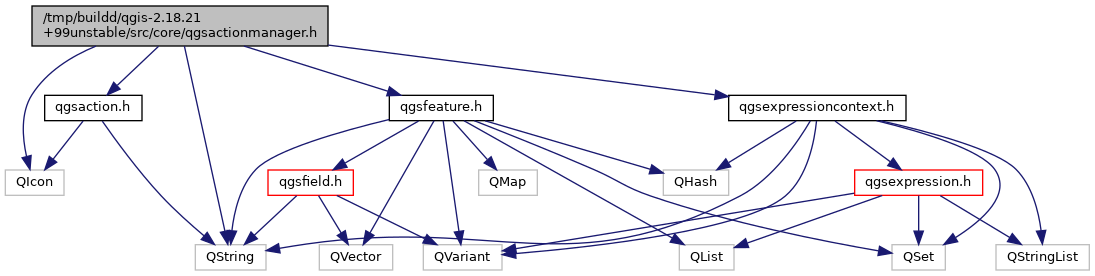 /tmp/buildd/qgis-2.18.21
+99unstable/src/core/qgsactionmanager.h
qgsaction.h
qgsfeature.h
qgsexpressioncontext.h
QIcon
qgsfield.h
QMap
QHash
qgsexpression.h
QString
QVector
QVariant
QList
QSet
QStringList